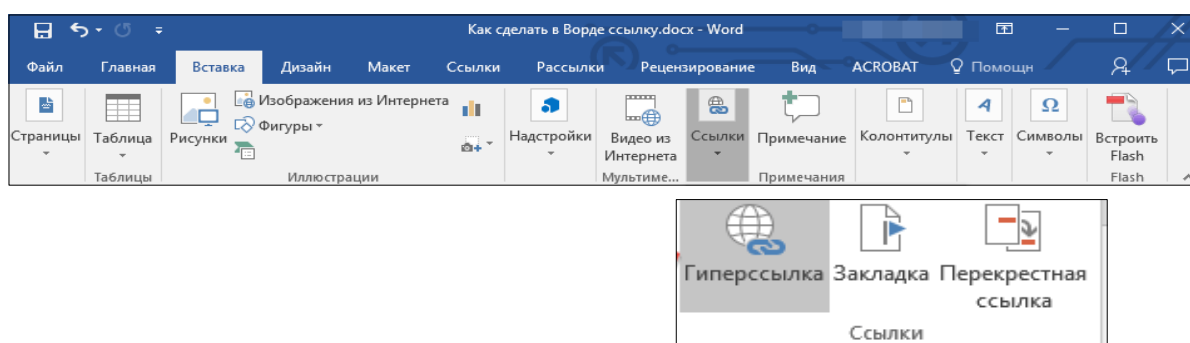 Как сделать в Ворде ссылку.docx - Word
Файл Главная Вставка Дизайн Макет Ссылки Рассылки Рецензирование Вид ACROBAT Помощн
Страницы Таблица Рисунки Изображения из Интернета Надстройки Видео из Ссылки Примечание Колонтитулы Текст Символы Встроить
Фигуры
Интернета Flash
Таблицы Иллюстрации Мультиме... Примечания Flash
Гиперссылка Закладка Перекрестная
ссылка
Ссылки